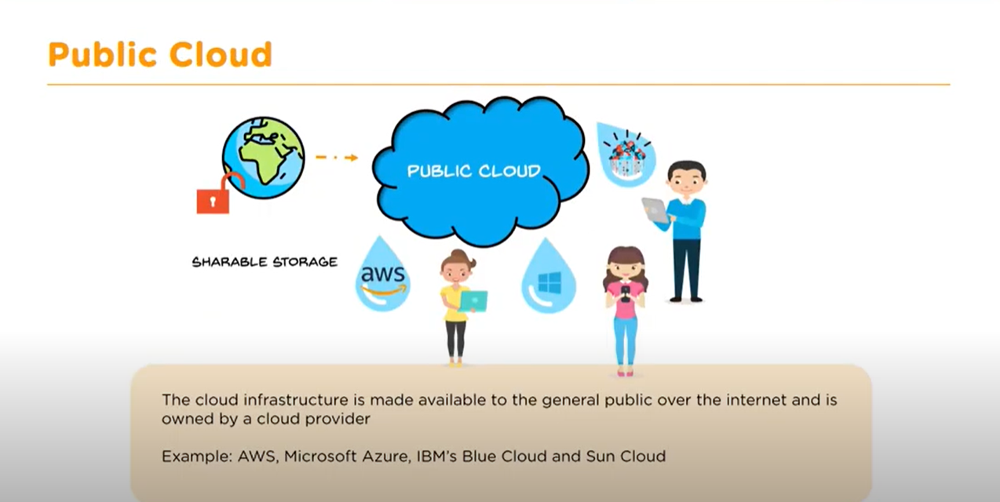 Public Cloud
PUBLIC CLOUD
SHARABLE STORAGE
aws
The cloud infrastructure is made available to the general public over the internet and is
owned by a cloud provider
Example: AWS, Microsoft Azure, IBM's Blue Cloud and Sun Cloud